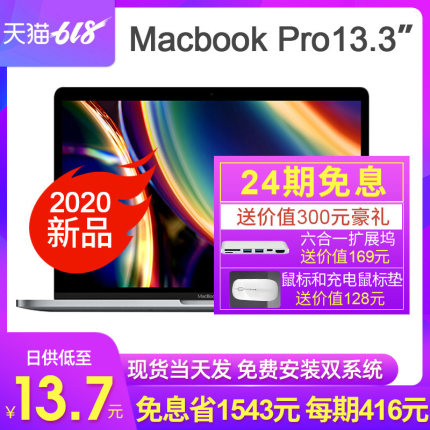 天猫618
Macbook Pro13.3″
2020
新品
24期免息
送价值300元豪礼
六合一扩展坞
送价值169元
鼠标和充电鼠标垫
送价值128元
MacBook
日供低至
¥13.7元
现货当天发 免费安装双系统
免息省1543元 每期416元